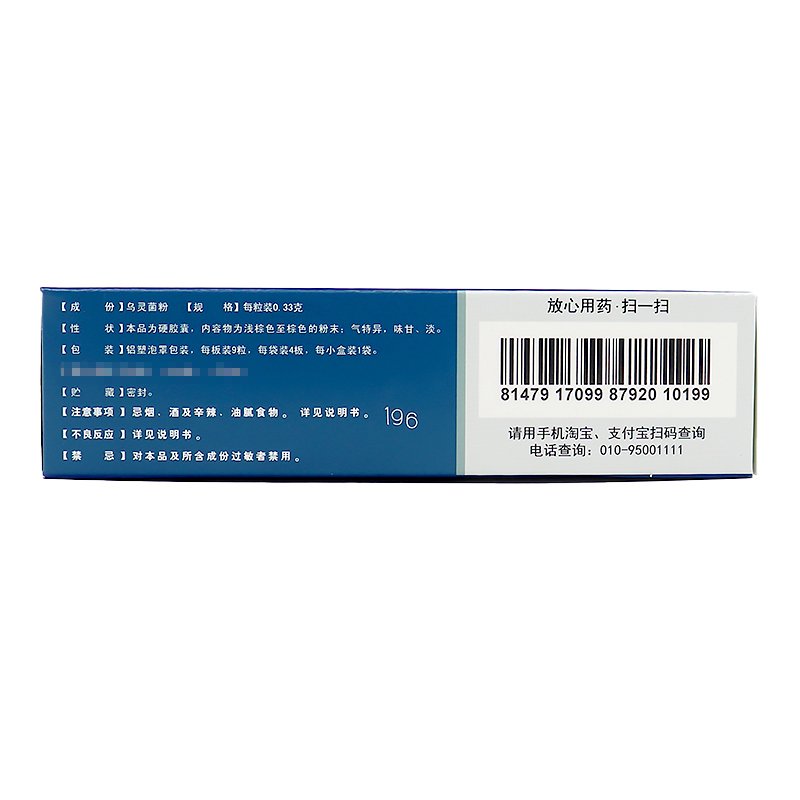 【成 份】乌灵菌粉 【规 格】每粒装0.33克
【性 状】本品为硬胶囊，内容物为浅棕色至棕色的粉末；气特异，味甘、淡。
【包 装】铝塑泡罩包装，每板装9粒，每袋装4板，每小盒装1袋。
【贮 藏】密封。
【注意事项】忌烟、酒及辛辣、油腻食物。详见说明书。
196
【不良反应】详见说明书。
【禁 忌】对本品及所含成份过敏者禁用。
放心用药·扫一扫
81479 17099 87920 10199
请用手机淘宝、支付宝扫码查询
电话查询：010-95001111